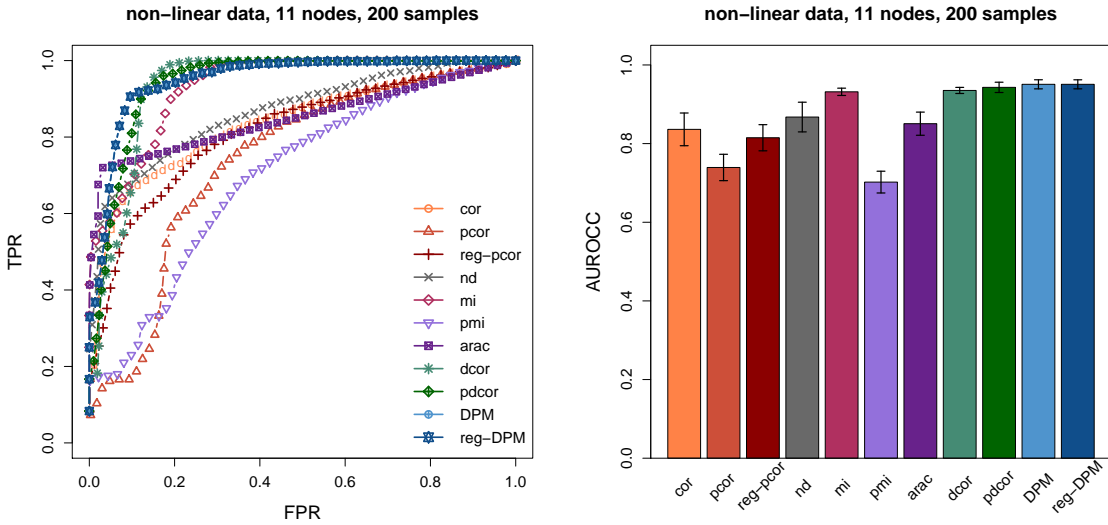 non−linear data, 11 nodes, 200 samples
TPR
1.0
0.8
0.6
0.4
0.2
0.0
cor
pcor
reg−pcor
nd
mi
pmi
arac
dcor
pdcor
DPM
reg−DPM
0.0 0.2 0.4 0.6 0.8 1.0
FPR
non−linear data, 11 nodes, 200 samples
AUROCC
1.0
0.8
0.6
0.4
0.2
0.0
cor pcor reg−pcor nd mi pmi arac dcor pdcor DPM reg−DPM